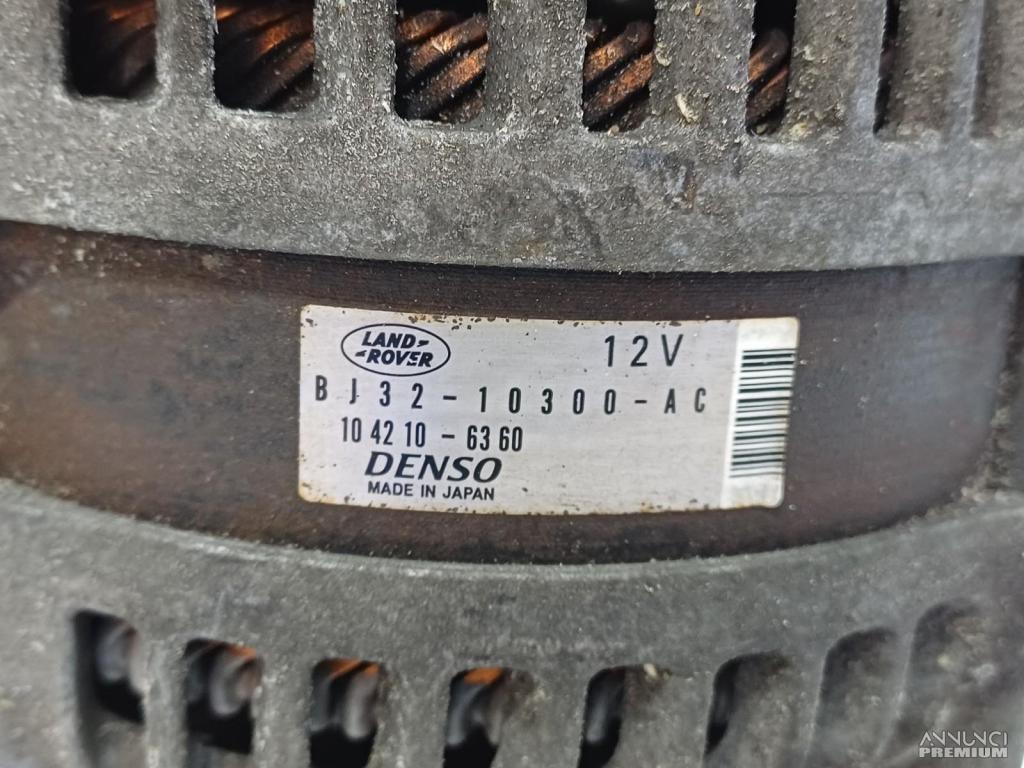 LAND-
-ROVER
12V
BJ32-10300-AC
104210-6360
DENSO
MADE IN JAPAN
ANNUNCI
PREMIUM